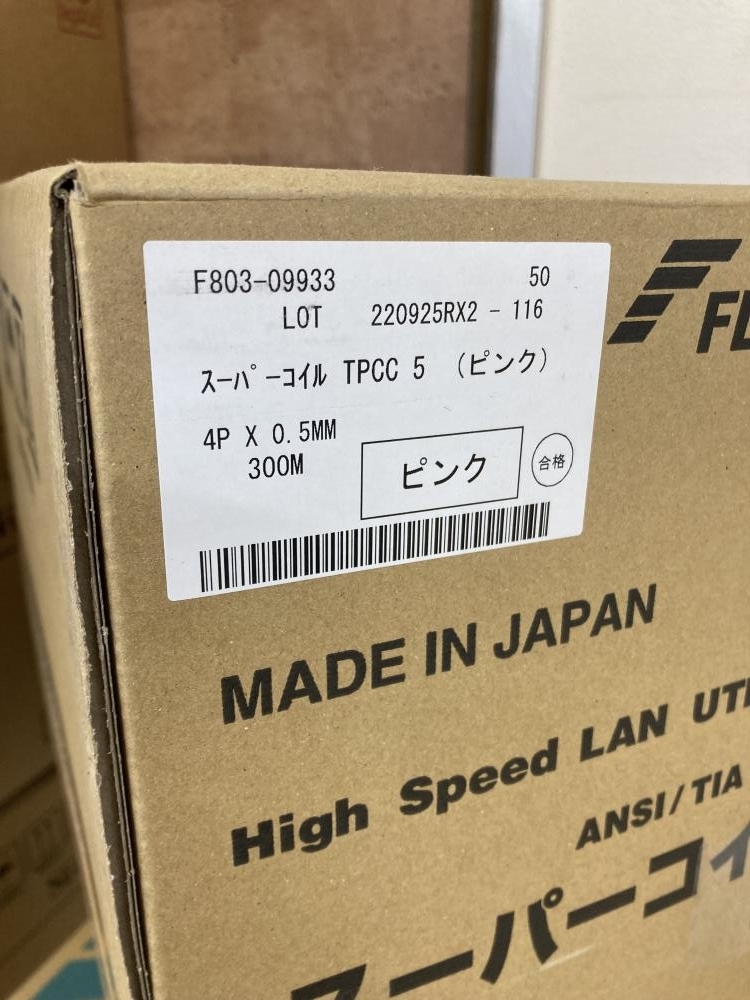 F803-09933 50
LOT 220925RX2 - 116
スーパーコイル TPCC 5 (ピンク)
4P X 0.5MM
300M
ピンク
合格
MADE IN JAPAN
High Speed LAN
ANSI/TIA